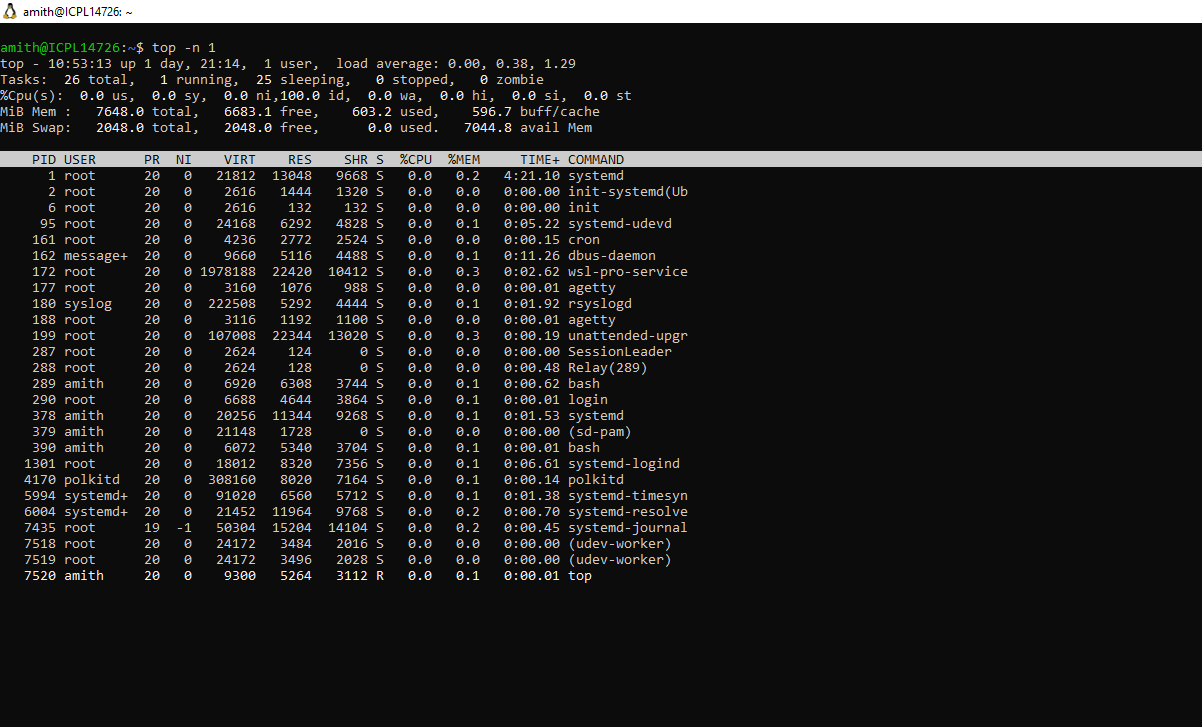 amith@ICPL14726: ~
amith@ICPL14726:~$ top -n 1
top - 10:53:13 up 1 day, 21:14,  1 user,  load average: 0.00, 0.38, 1.29
Tasks:  26 total,   1 running,  25 sleeping,   0 stopped,   0 zombie
%Cpu(s):  0.0 us,  0.0 sy,  0.0 ni,100.0 id,  0.0 wa,  0.0 hi,  0.0 si,  0.0 st
MiB Mem :   7648.0 total,   6683.1 free,    603.2 used,    596.7 buff/cache
MiB Swap:   2048.0 total,   2048.0 free,      0.0 used.   7044.8 avail Mem
    PID USER      PR  NI    VIRT    RES    SHR S  %CPU  %MEM     TIME+ COMMAND
      1 root      20   0   21812  13048   9668 S   0.0   0.2   4:21.10 systemd
      2 root      20   0    2616   1444   1320 S   0.0   0.0   0:00.00 init-systemd(Ub
      6 root      20   0    2616    132    132 S   0.0   0.0   0:00.00 init
     95 root      20   0   24168   6292   4828 S   0.0   0.1   0:05.22 systemd-udevd
    161 root      20   0    4236   2772   2524 S   0.0   0.0   0:00.15 cron
    162 message+  20   0    9660   5116   4488 S   0.0   0.1   0:11.26 dbus-daemon
    172 root      20   0 1978188  22420  10412 S   0.0   0.3   0:02.62 wsl-pro-service
    177 root      20   0    3160   1076    988 S   0.0   0.0   0:00.01 agetty
    180 syslog    20   0  222508   5292   4444 S   0.0   0.1   0:01.92 rsyslogd
    188 root      20   0    3116   1192   1100 S   0.0   0.0   0:00.01 agetty
    199 root      20   0  107008  22344  13020 S   0.0   0.3   0:00.19 unattended-upgr
    287 root      20   0    2624    124      0 S   0.0   0.0   0:00.00 SessionLeader
    288 root      20   0    2624    128      0 S   0.0   0.0   0:00.48 Relay(289)
    289 amith     20   0    6920   6308   3744 S   0.0   0.1   0:00.62 bash
    290 root      20   0    6688   4644   3864 S   0.0   0.1   0:00.01 login
    378 amith     20   0   20256  11344   9268 S   0.0   0.1   0:01.53 systemd
    379 amith     20   0   21148   1728      0 S   0.0   0.0   0:00.00 (sd-pam)
    390 amith     20   0    6072   5340   3704 S   0.0   0.1   0:00.01 bash
   1301 root      20   0   18012   8320   7356 S   0.0   0.1   0:06.61 systemd-logind
   4170 polkitd   20   0  308160   8020   7164 S   0.0   0.1   0:00.14 polkitd
   5994 systemd+  20   0   91020   6560   5712 S   0.0   0.1   0:01.38 systemd-timesyn
   6004 systemd+  20   0   21452  11964   9768 S   0.0   0.2   0:00.70 systemd-resolve
   7435 root      19  -1   50304  15204  14104 S   0.0   0.2   0:00.45 systemd-journal
   7518 root      20   0   24172   3484   2016 S   0.0   0.0   0:00.00 (udev-worker)
   7519 root      20   0   24172   3496   2028 S   0.0   0.0   0:00.00 (udev-worker)
   7520 amith     20   0    9300   5264   3112 R   0.0   0.1   0:00.01 top